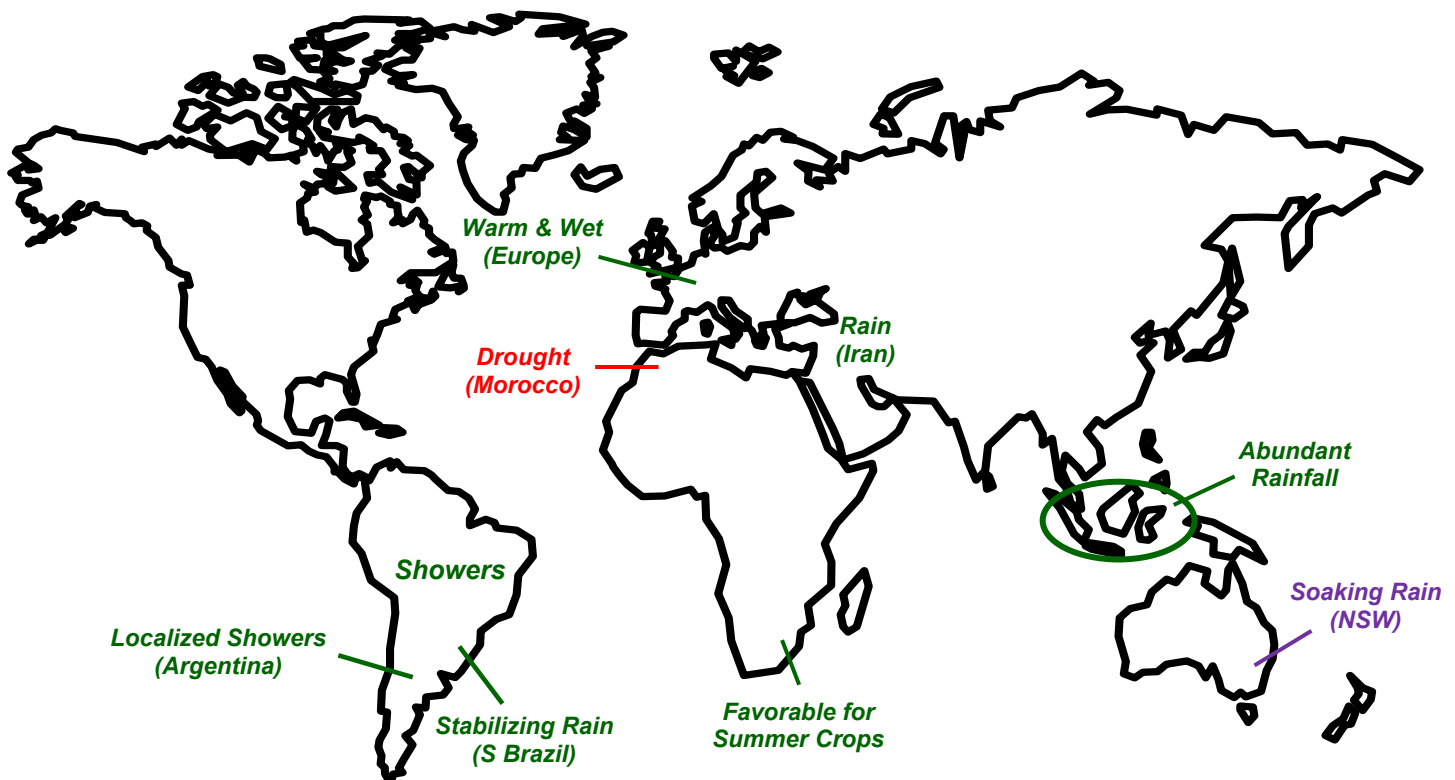 Warm & Wet
(Europe)
Rain
(Iran)
Drought
(Morocco)
Abundant
Rainfall
Showers
Soaking Rain
(NSW)
Localized Showers
(Argentina)
Stabilizing Rain
(S Brazil)
Favorable for
Summer Crops